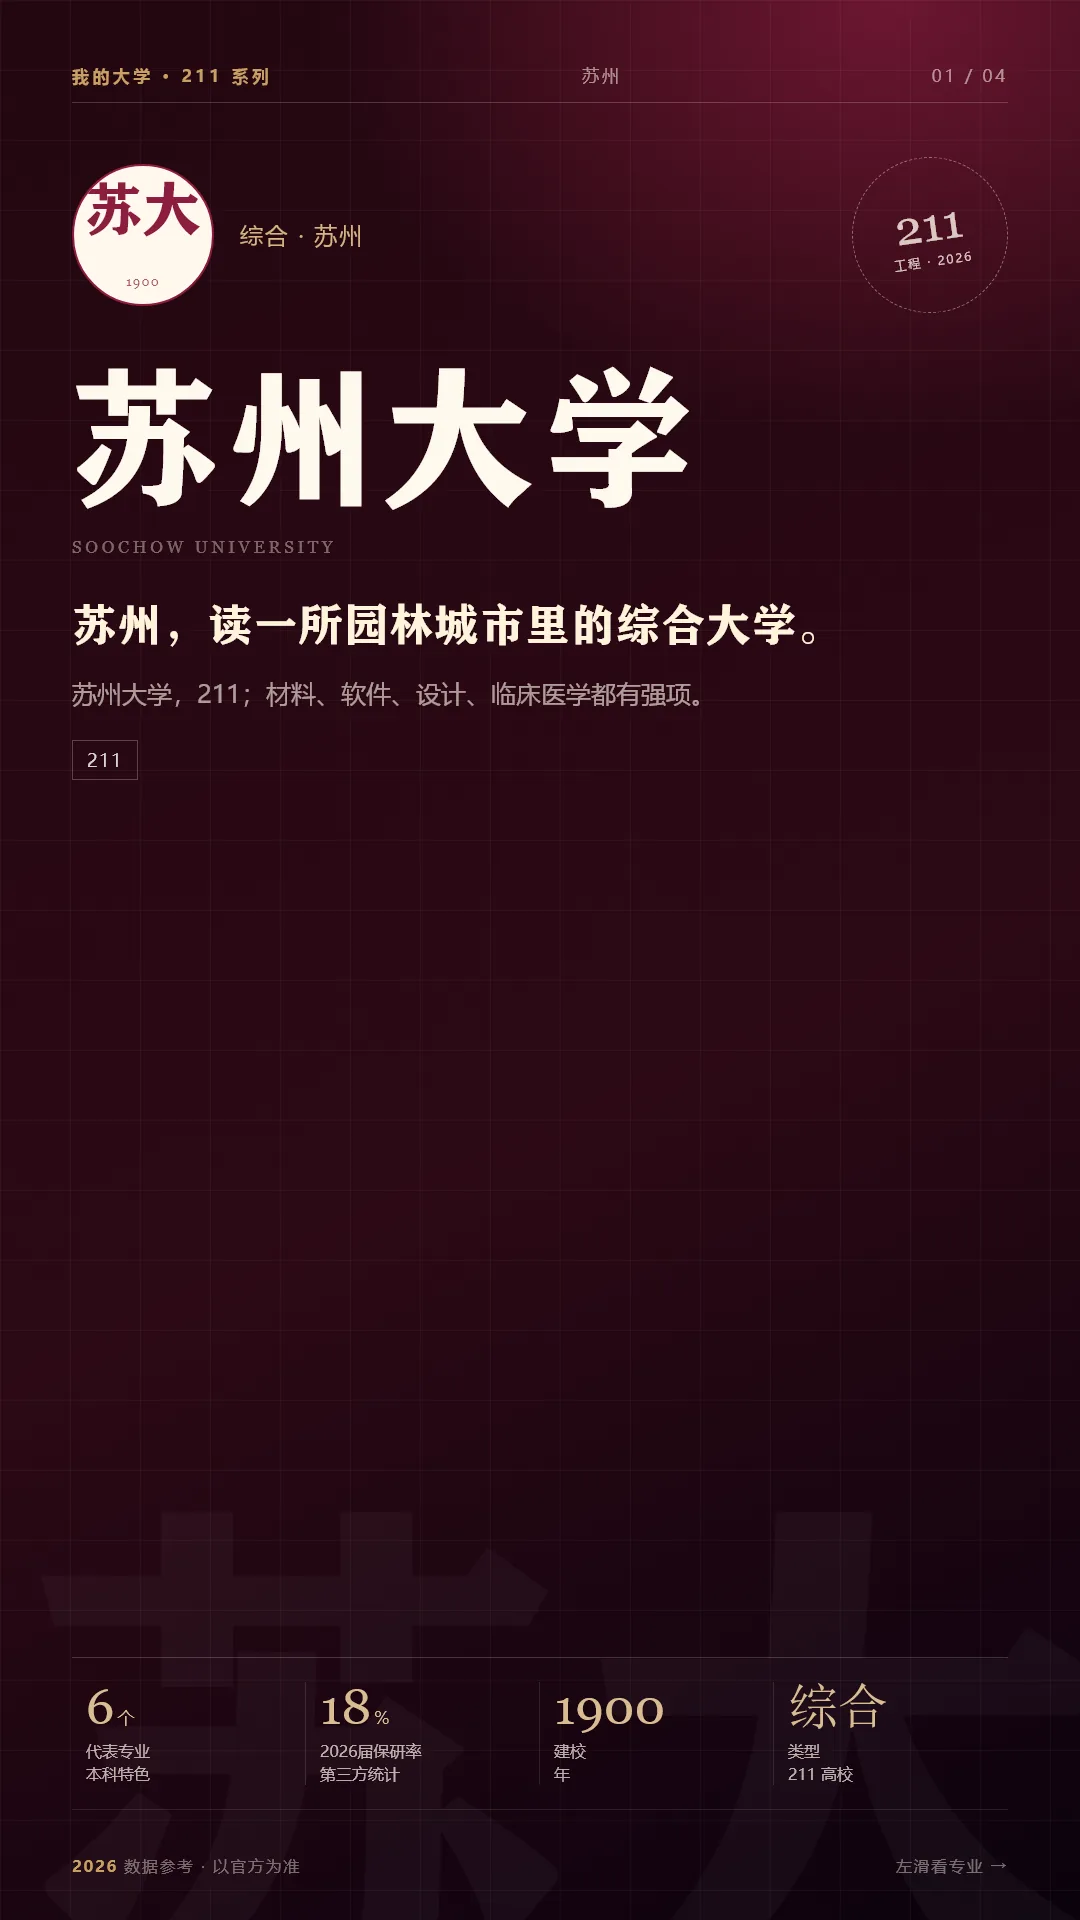 我的大学 · 211 系列
苏州
01 / 04
苏大
1900
综合 · 苏州
211
工程 · 2026
苏州大学
SOOCHOW UNIVERSITY
苏州，读一所园林城市里的综合大学。
苏州大学，211；材料、软件、设计、临床医学都有强项。
211
苏大
6个
代表专业
本科特色
18%
2026届保研率
第三方统计
1900
建校
年
综合
类型
211 高校
2026 数据参考 · 以官方为准
左滑看专业 →